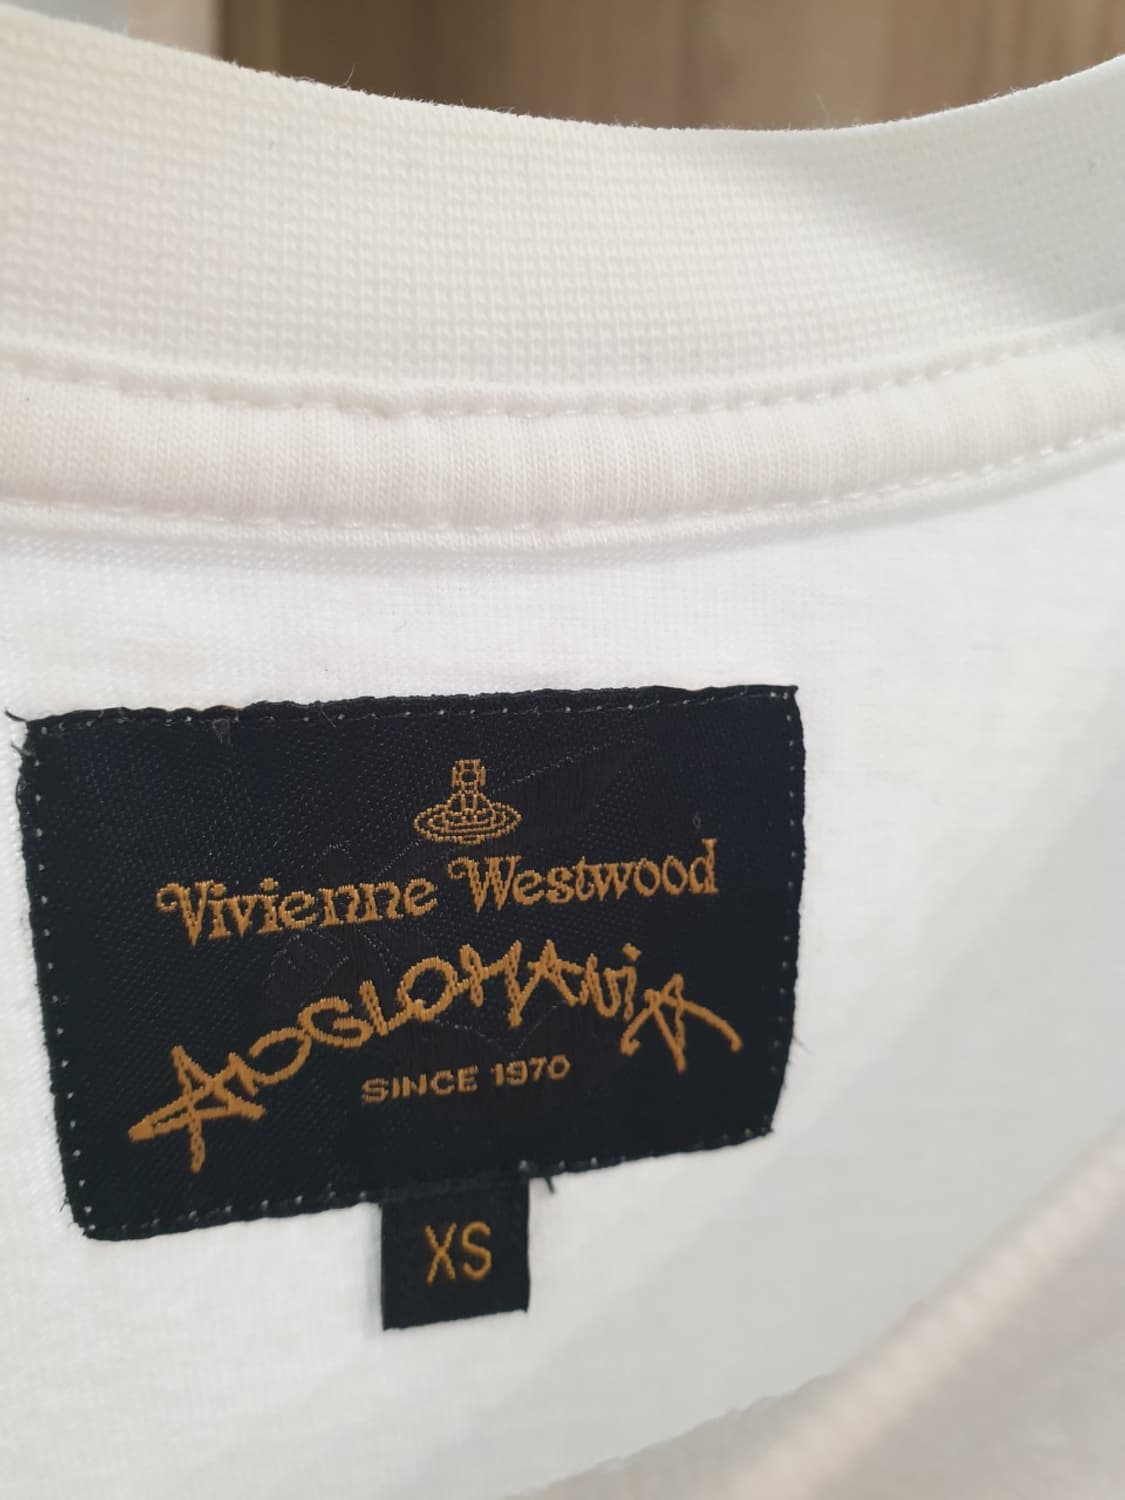 Vivienne Westwood
ANGLOMANiA
SINCE 1970
XS